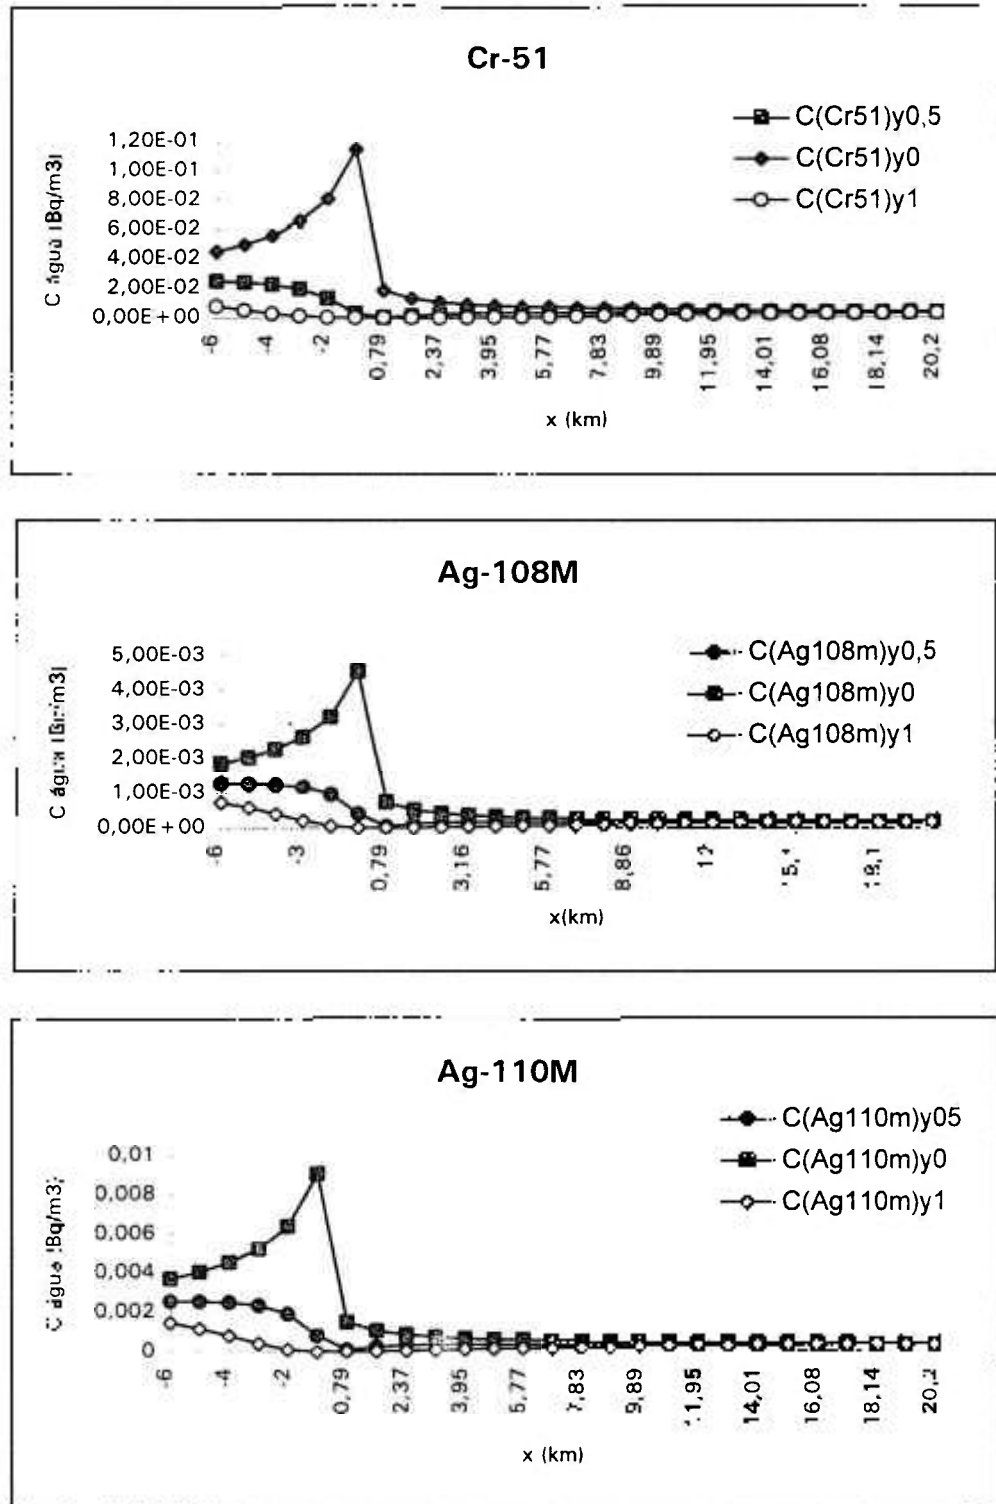 Cr-51
C(Cr51)y0,5
C(Cr51)y0
C(Cr51)y1
1,20E-01
1,00E-01
8,00E-02
6,00E-02
4,00E-02
2,00E-02
0,00E+00
-6
-4
-2
0,79
2,37
3,95
5,77
7,83
9,89
11,95
14,01
16,08
18,14
20,2
x (km)
Ag-108M
C(Ag108m)y0,5
C(Ag108m)y0
C(Ag108m)y1
5,00E-03
4,00E-03
3,00E-03
2,00E-03
1,00E-03
0,00E+00
-6
-3
0,79
3,16
5,77
8,86
12
x(km)
Ag-110M
C(Ag110m)y05
C(Ag110m)y0
C(Ag110m)y1
0,01
0,008
0,006
0,004
0,002
0
-6
-4
-2
0,79
2,37
3,95
5,77
7,83
9,89
14,01
16,08
18,14
20,2
x (km)